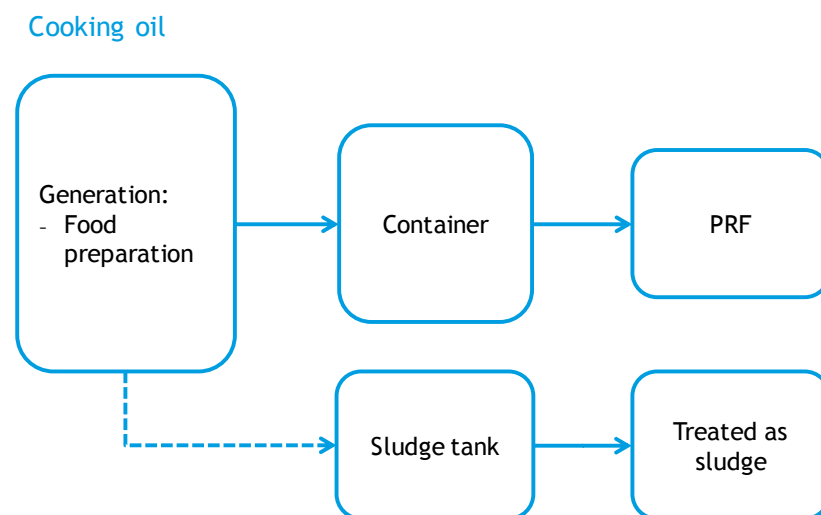 Cooking oil
Generation:
- Food
preparation
Container
PRF
Sludge tank
Treated as
sludge